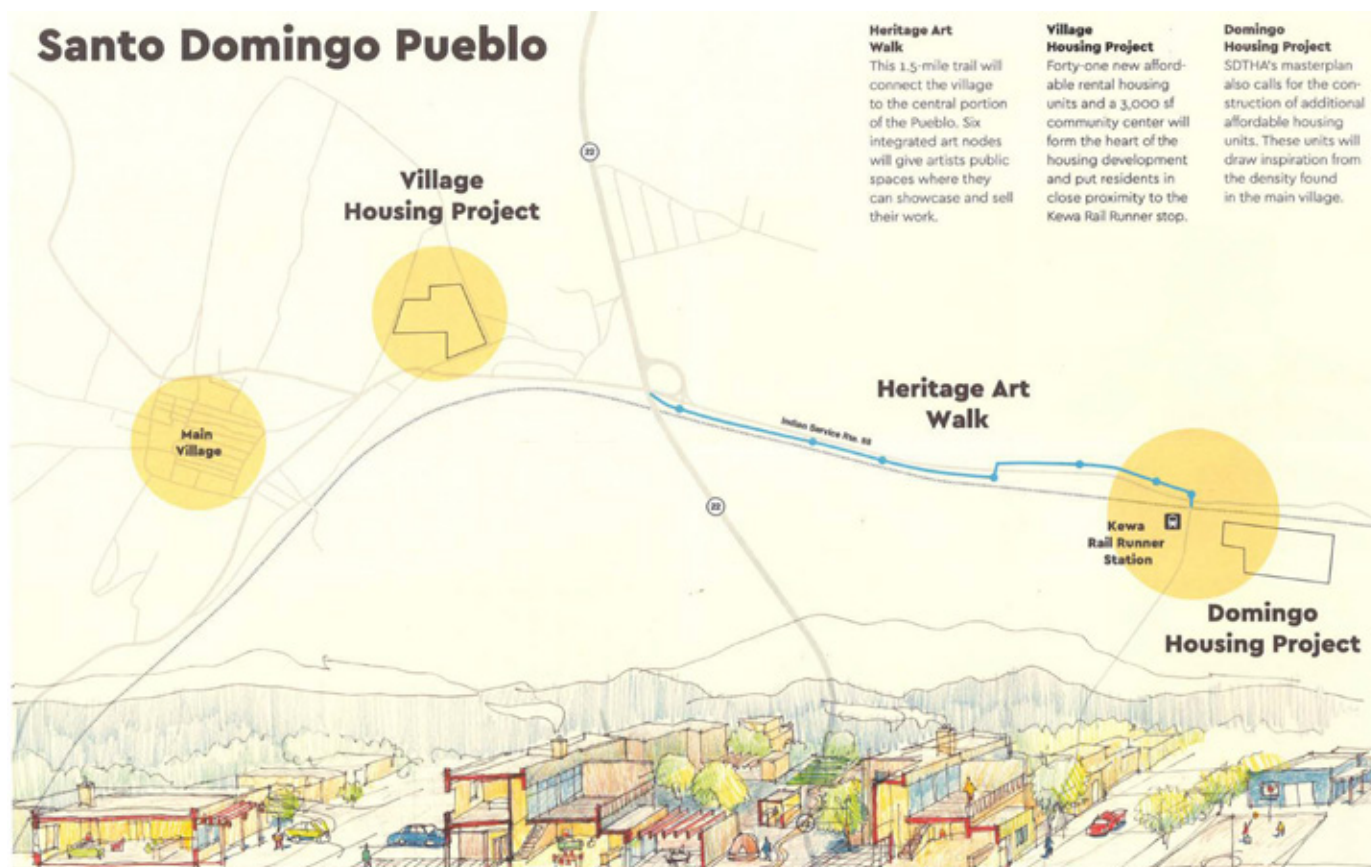 Santo Domingo Pueblo
Heritage Art
Walk
This 1.5-mile trail will
connect the village
to the central portion
of the Pueblo. Six
integrated art nodes
will give artists public
spaces where they
can showcase and sell
their work.
Village
Housing Project
Forty-one new afford-
able rental housing
units and a 3,000 sf
community center will
form the heart of the
housing development
and put residents in
close proximity to the
Kewa Rail Runner stop.
Domingo
Housing Project
SDTHA's masterplan
also calls for the con-
struction of additional
affordable housing
units. These units will
draw inspiration from
the density found
in the main village.
22
Village
Housing Project
Main
Village
Heritage Art
Walk
Indian Service Rte. 88
22
Kewa
Rail Runner
Station
Domingo
Housing Project